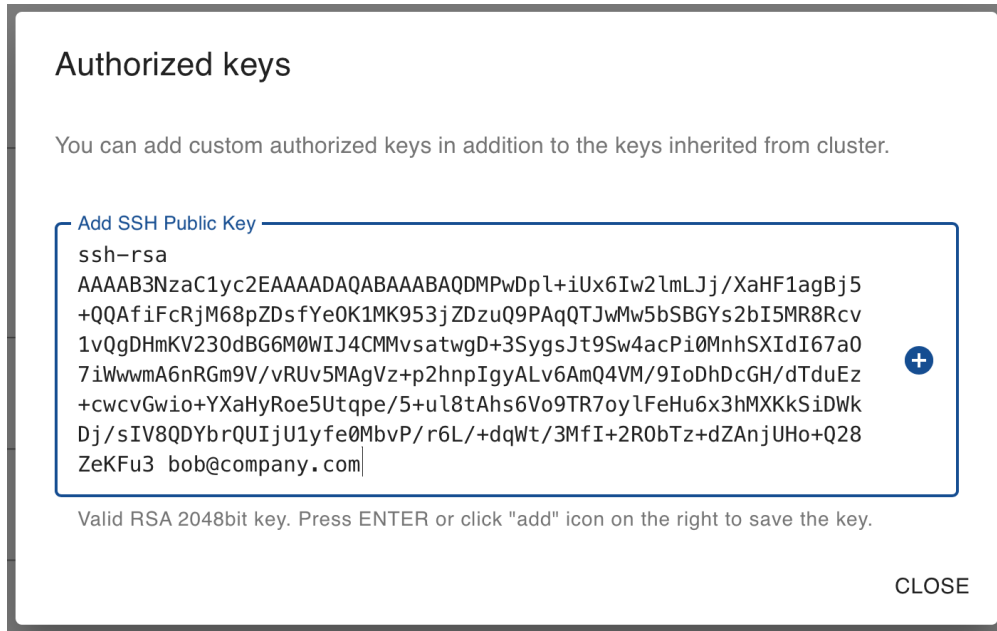 Authorized keys
You can add custom authorized keys in addition to the keys inherited from cluster.
Add SSH Public Key
ssh-rsa
AAAAB3NzaC1yc2EAAAADAQABAAABAQDMPwDpl+iUx6Iw2lmLJj/XaHF1agBj5
+QQAfiFcRjM68pZDsfYeOK1MK953jZDzuQ9PAqQTJwMw5bSBGYs2bI5MR8Rcv
1vQgDHmKV23OdBG6M0WIJ4CMMvsatwgD+3SygsJt9Sw4acPi0MnhSXIdI67aO
7iWwwmA6nRGm9V/vRUv5MAgVz+p2hnpIgyALv6AmQ4VM/9IoDhDcGH/dTduEz
+cwcvGwio+YXaHyRoe5Utqpe/5+ul8tAhs6Vo9TR7oylFeHu6x3hMXKkSiDWk
Dj/sIV8QDYbrQUIjU1yfe0MbvP/r6L/+dqWt/3MfI+2RObTz+dZAnjUHo+Q28
ZeKFu3 bob@company.com
Valid RSA 2048bit key. Press ENTER or click "add" icon on the right to save the key.
CLOSE